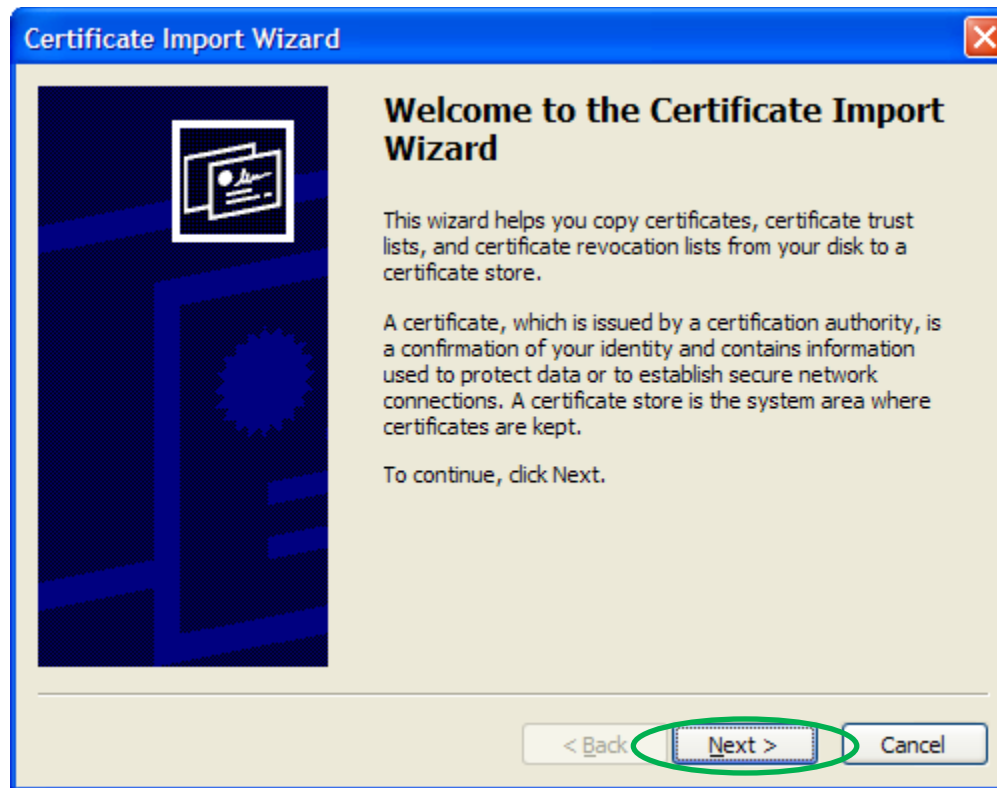 Certificate Import Wizard
Welcome to the Certificate Import
Wizard
This wizard helps you copy certificates, certificate trust
lists, and certificate revocation lists from your disk to a
certificate store.
A certificate, which is issued by a certification authority, is
a confirmation of your identity and contains information
used to protect data or to establish secure network
connections. A certificate store is the system area where
certificates are kept.
To continue, click Next.
< Back Next > Cancel